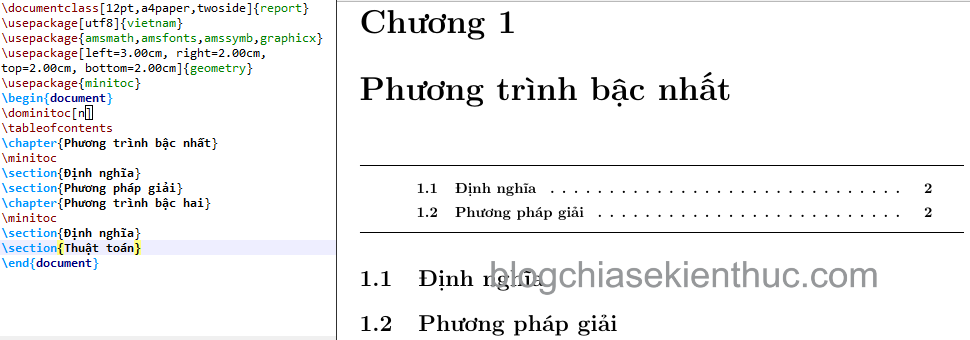 \documentclass[12pt,a4paper,twoside]{report}
\usepackage[utf8]{vietnam}
\usepackage{amsmath,amsfonts,amssymb,graphicx}
\usepackage[left=3.00cm, right=2.00cm,
top=2.00cm, bottom=2.00cm]{geometry}
\usepackage{minitoc}
\begin{document}
\dominitoc[n]
\tableofcontents
\chapter{Phương trình bậc nhất}
\minitoc
\section{Định nghĩa}
\section{Phương pháp giải}
\chapter{Phương trình bậc hai}
\minitoc
\section{Định nghĩa}
\section{Thuật toán}
\end{document}
Chương 1
Phương trình bậc nhất
1.1 Định nghĩa . . . . . . . . . . . . . . . . . . . . . . . . . . . . . . 2
1.2 Phương pháp giải . . . . . . . . . . . . . . . . . . . . . . . . . . 2
1.1 Định nghĩa
blogchiasekienthuc.com
1.2 Phương pháp giải